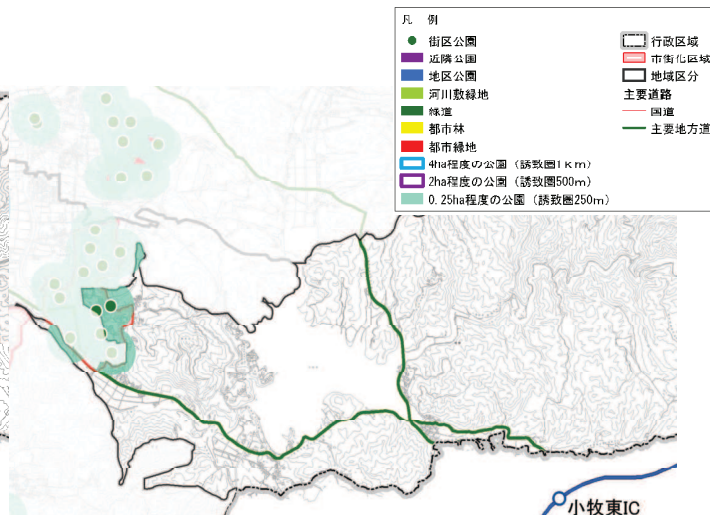 凡　例
街区公園
近隣公園
地区公園
河川敷緑地
緑道
都市林
都市緑地
4ha程度の公園（誘致圏1km）
2ha程度の公園（誘致圏500m）
0.25ha程度の公園（誘致圏250m）
行政区域
市街化区域
地域区分
主要道路
国道
主要地方道
小牧東IC